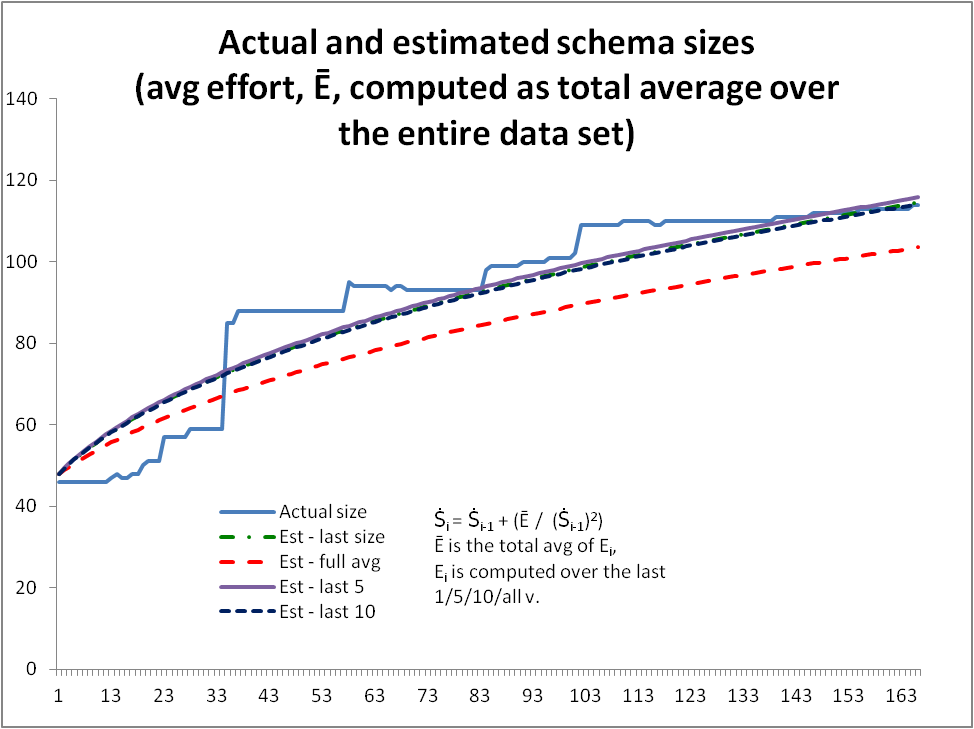 Actual and estimated schema sizes
(avg effort, Ē, computed as total average over
the entire data set)
140
120
100
80
60
40
20
0
Actual size
Est - last size
Est - full avg
Est - last 5
Est - last 10
Ṡi = Ṡi-1 + (Ē / (Ṡi-1)²)
Ē is the total avg of Ei,
Ei is computed over the last
1/5/10/all v.
1 13 23 33 43 53 63 73 83 93 103 113 123 133 143 153 163